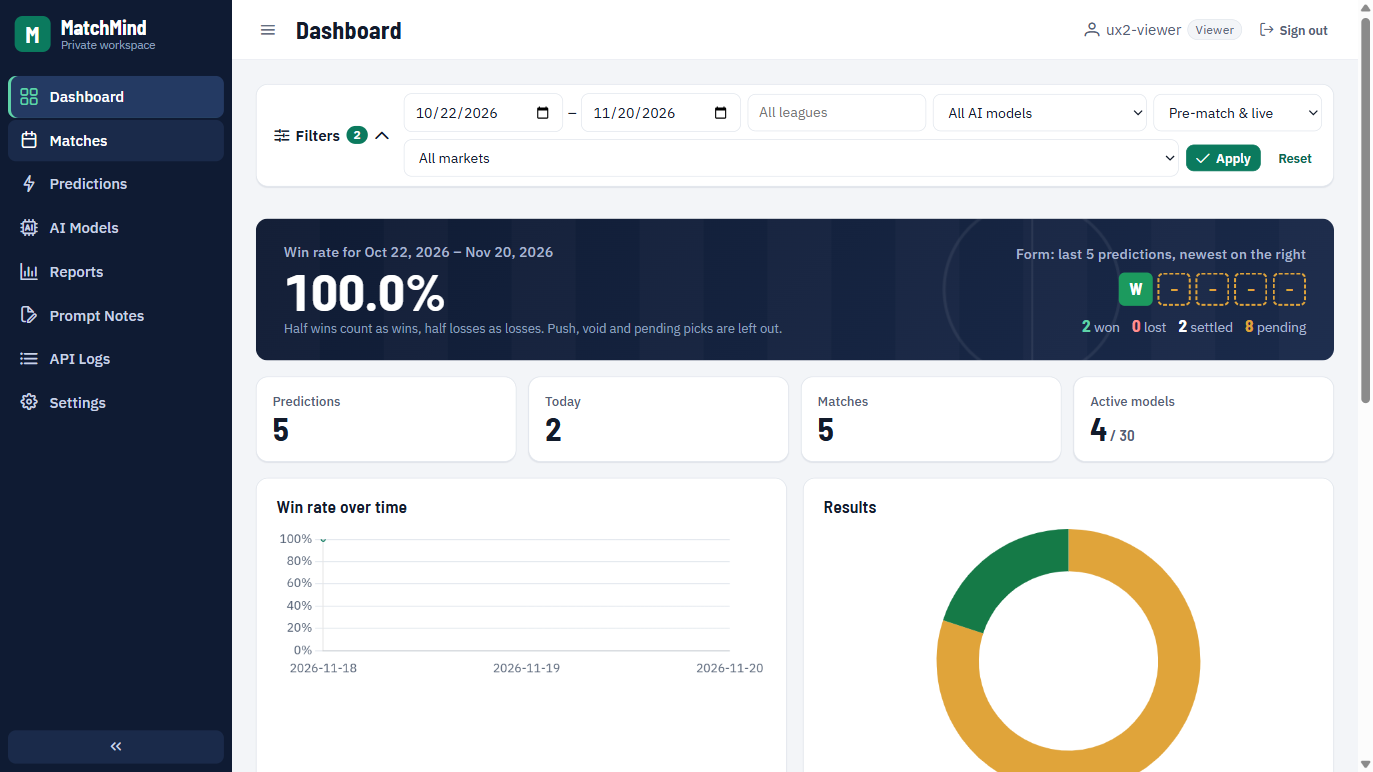 M
MatchMind
Private workspace
Dashboard
Matches
Predictions
AI Models
Reports
Prompt Notes
API Logs
Settings
Dashboard
ux2-viewer Viewer Sign out
Filters 2
10/22/2026 – 11/20/2026 All leagues All AI models Pre-match & live
All markets Apply Reset
Win rate for Oct 22, 2026 – Nov 20, 2026
100.0%
Half wins count as wins, half losses as losses. Push, void and pending picks are left out.
Form: last 5 predictions, newest on the right
W – – – –
2 won 0 lost 2 settled 8 pending
Predictions
5
Today
2
Matches
5
Active models
4 / 30
Win rate over time
100%
80%
60%
40%
20%
0%
2026-11-18 2026-11-19 2026-11-20
Results